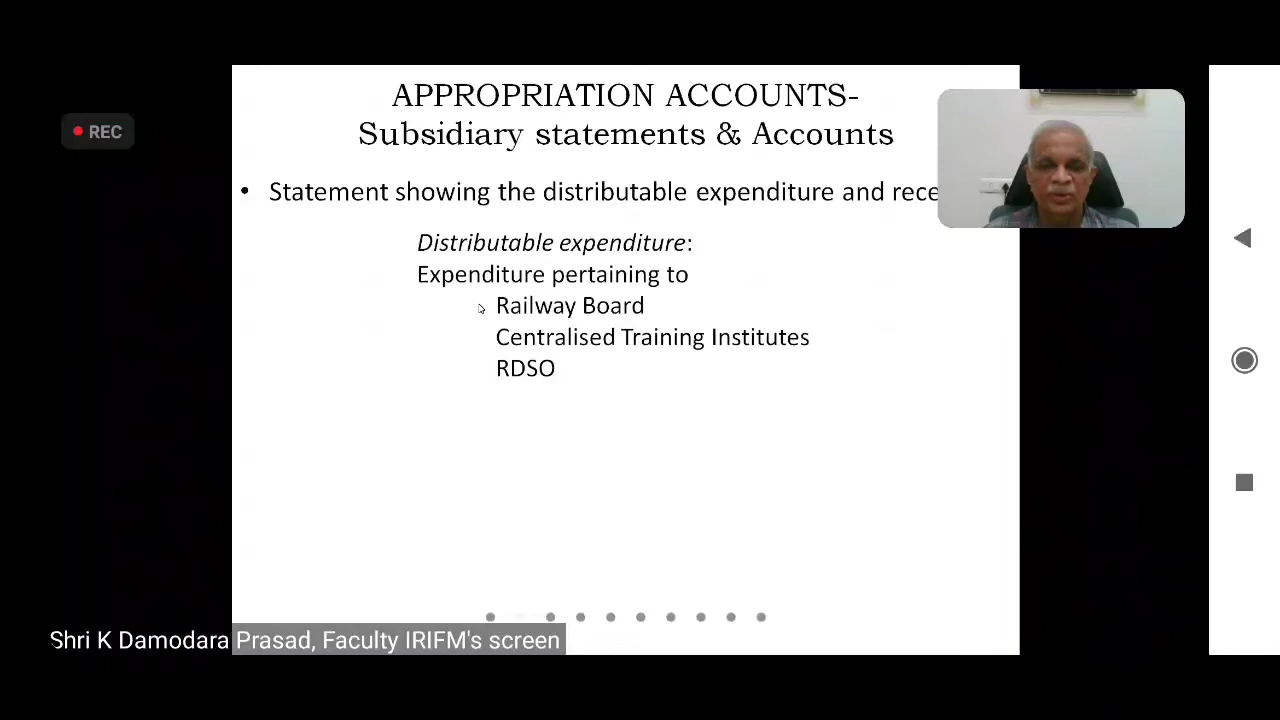 APPROPRIATION ACCOUNTS-
Subsidiary statements & Accounts
REC
• Statement showing the distributable expenditure and rece
Distributable expenditure:
Expenditure pertaining to
Railway Board
Centralised Training Institutes
RDSO
Shri K Damodara Prasad, Faculty IRIFM's screen